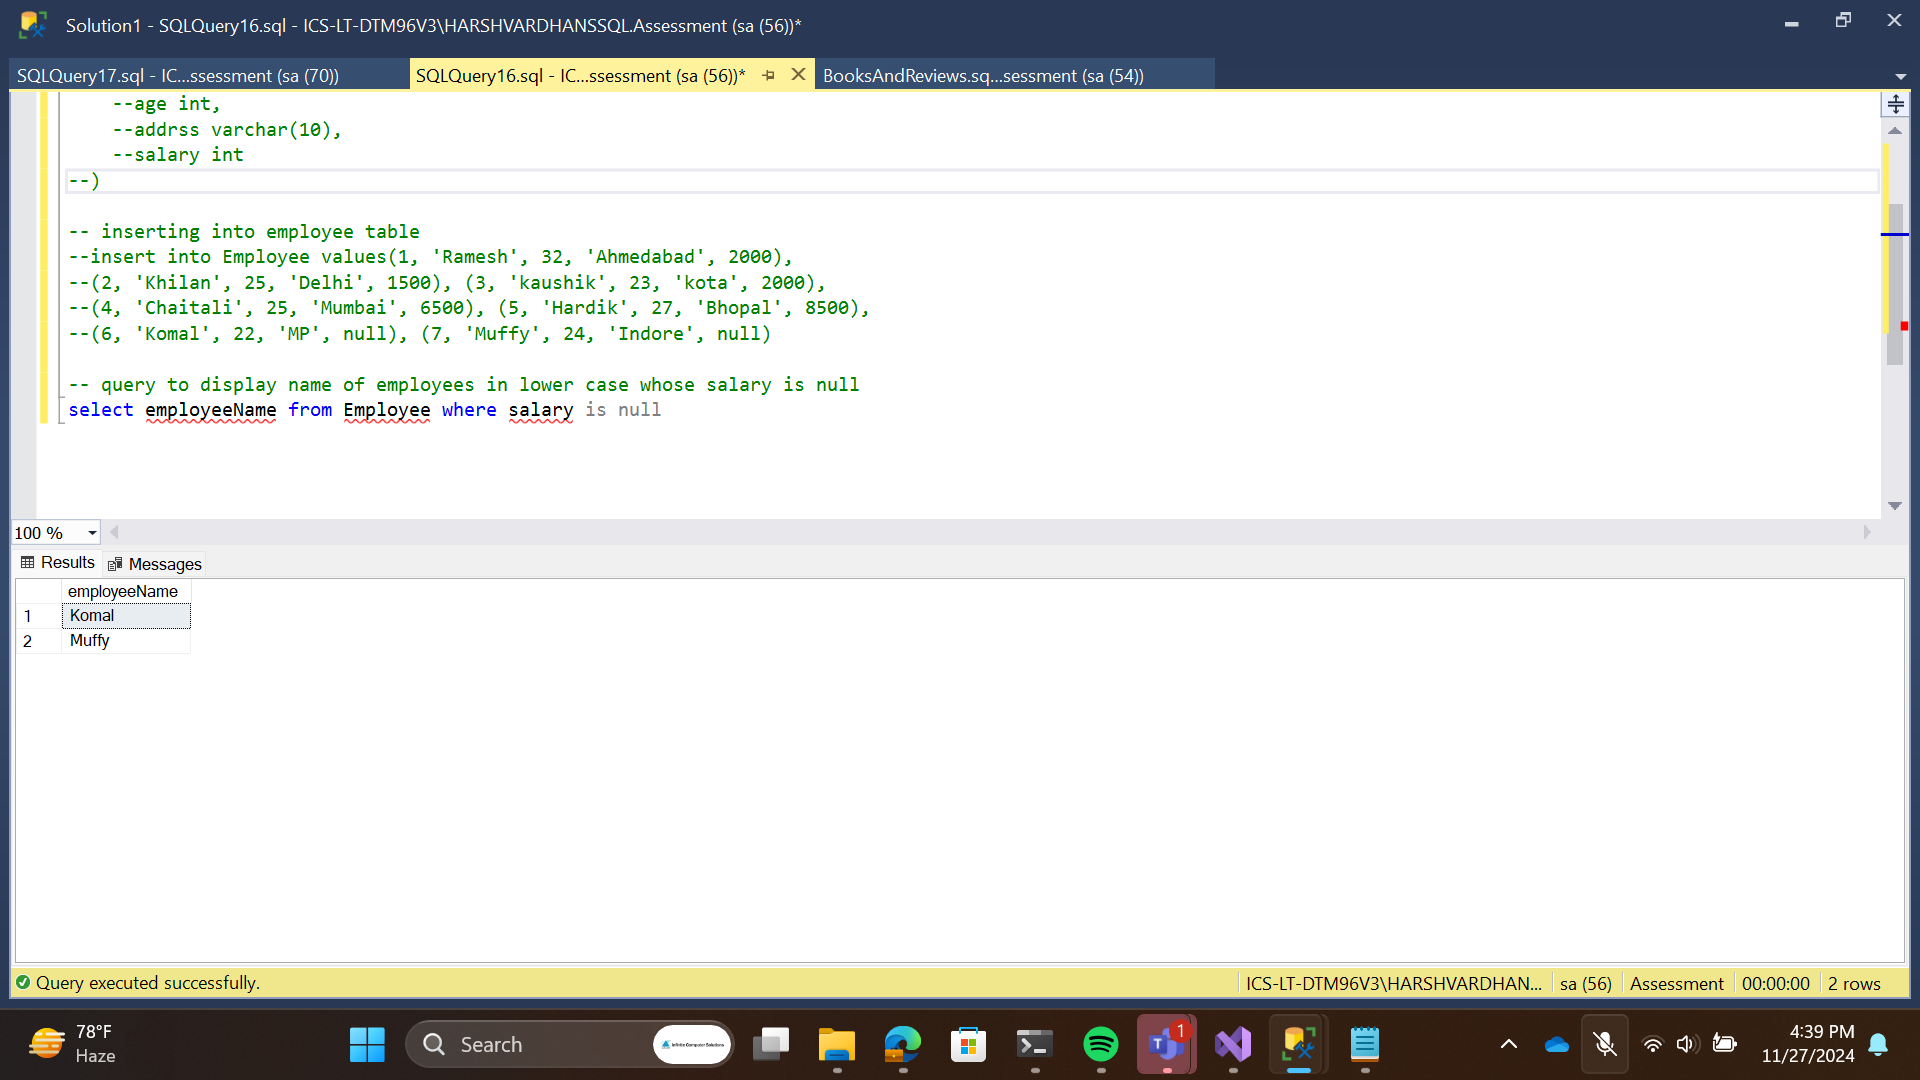 Solution1 - SQLQuery16.sql - ICS-LT-DTM96V3\HARSHVARDHANSSQL.Assessment (sa (56))*
SQLQuery17.sql - IC...ssessment (sa (70))
SQLQuery16.sql - IC...ssessment (sa (56))*
BooksAndReviews.sq...sessment (sa (54))
--age int,
--addrss varchar(10),
--salary int
--)
-- inserting into employee table
--insert into Employee values(1, 'Ramesh', 32, 'Ahmedabad', 2000),
--(2, 'Khilan', 25, 'Delhi', 1500), (3, 'kaushik', 23, 'kota', 2000),
--(4, 'Chaitali', 25, 'Mumbai', 6500), (5, 'Hardik', 27, 'Bhopal', 8500),
--(6, 'Komal', 22, 'MP', null), (7, 'Muffy', 24, 'Indore', null)
-- query to display name of employees in lower case whose salary is null
select employeeName from Employee where salary is null
100 %
Results
Messages
employeeName
1 Komal
2 Muffy
Query executed successfully.
ICS-LT-DTM96V3\HARSHVARDHAN...
sa (56)
Assessment
00:00:00
2 rows
78°F
Haze
Search
Infinite Computer Solutions
1
4:39 PM
11/27/2024